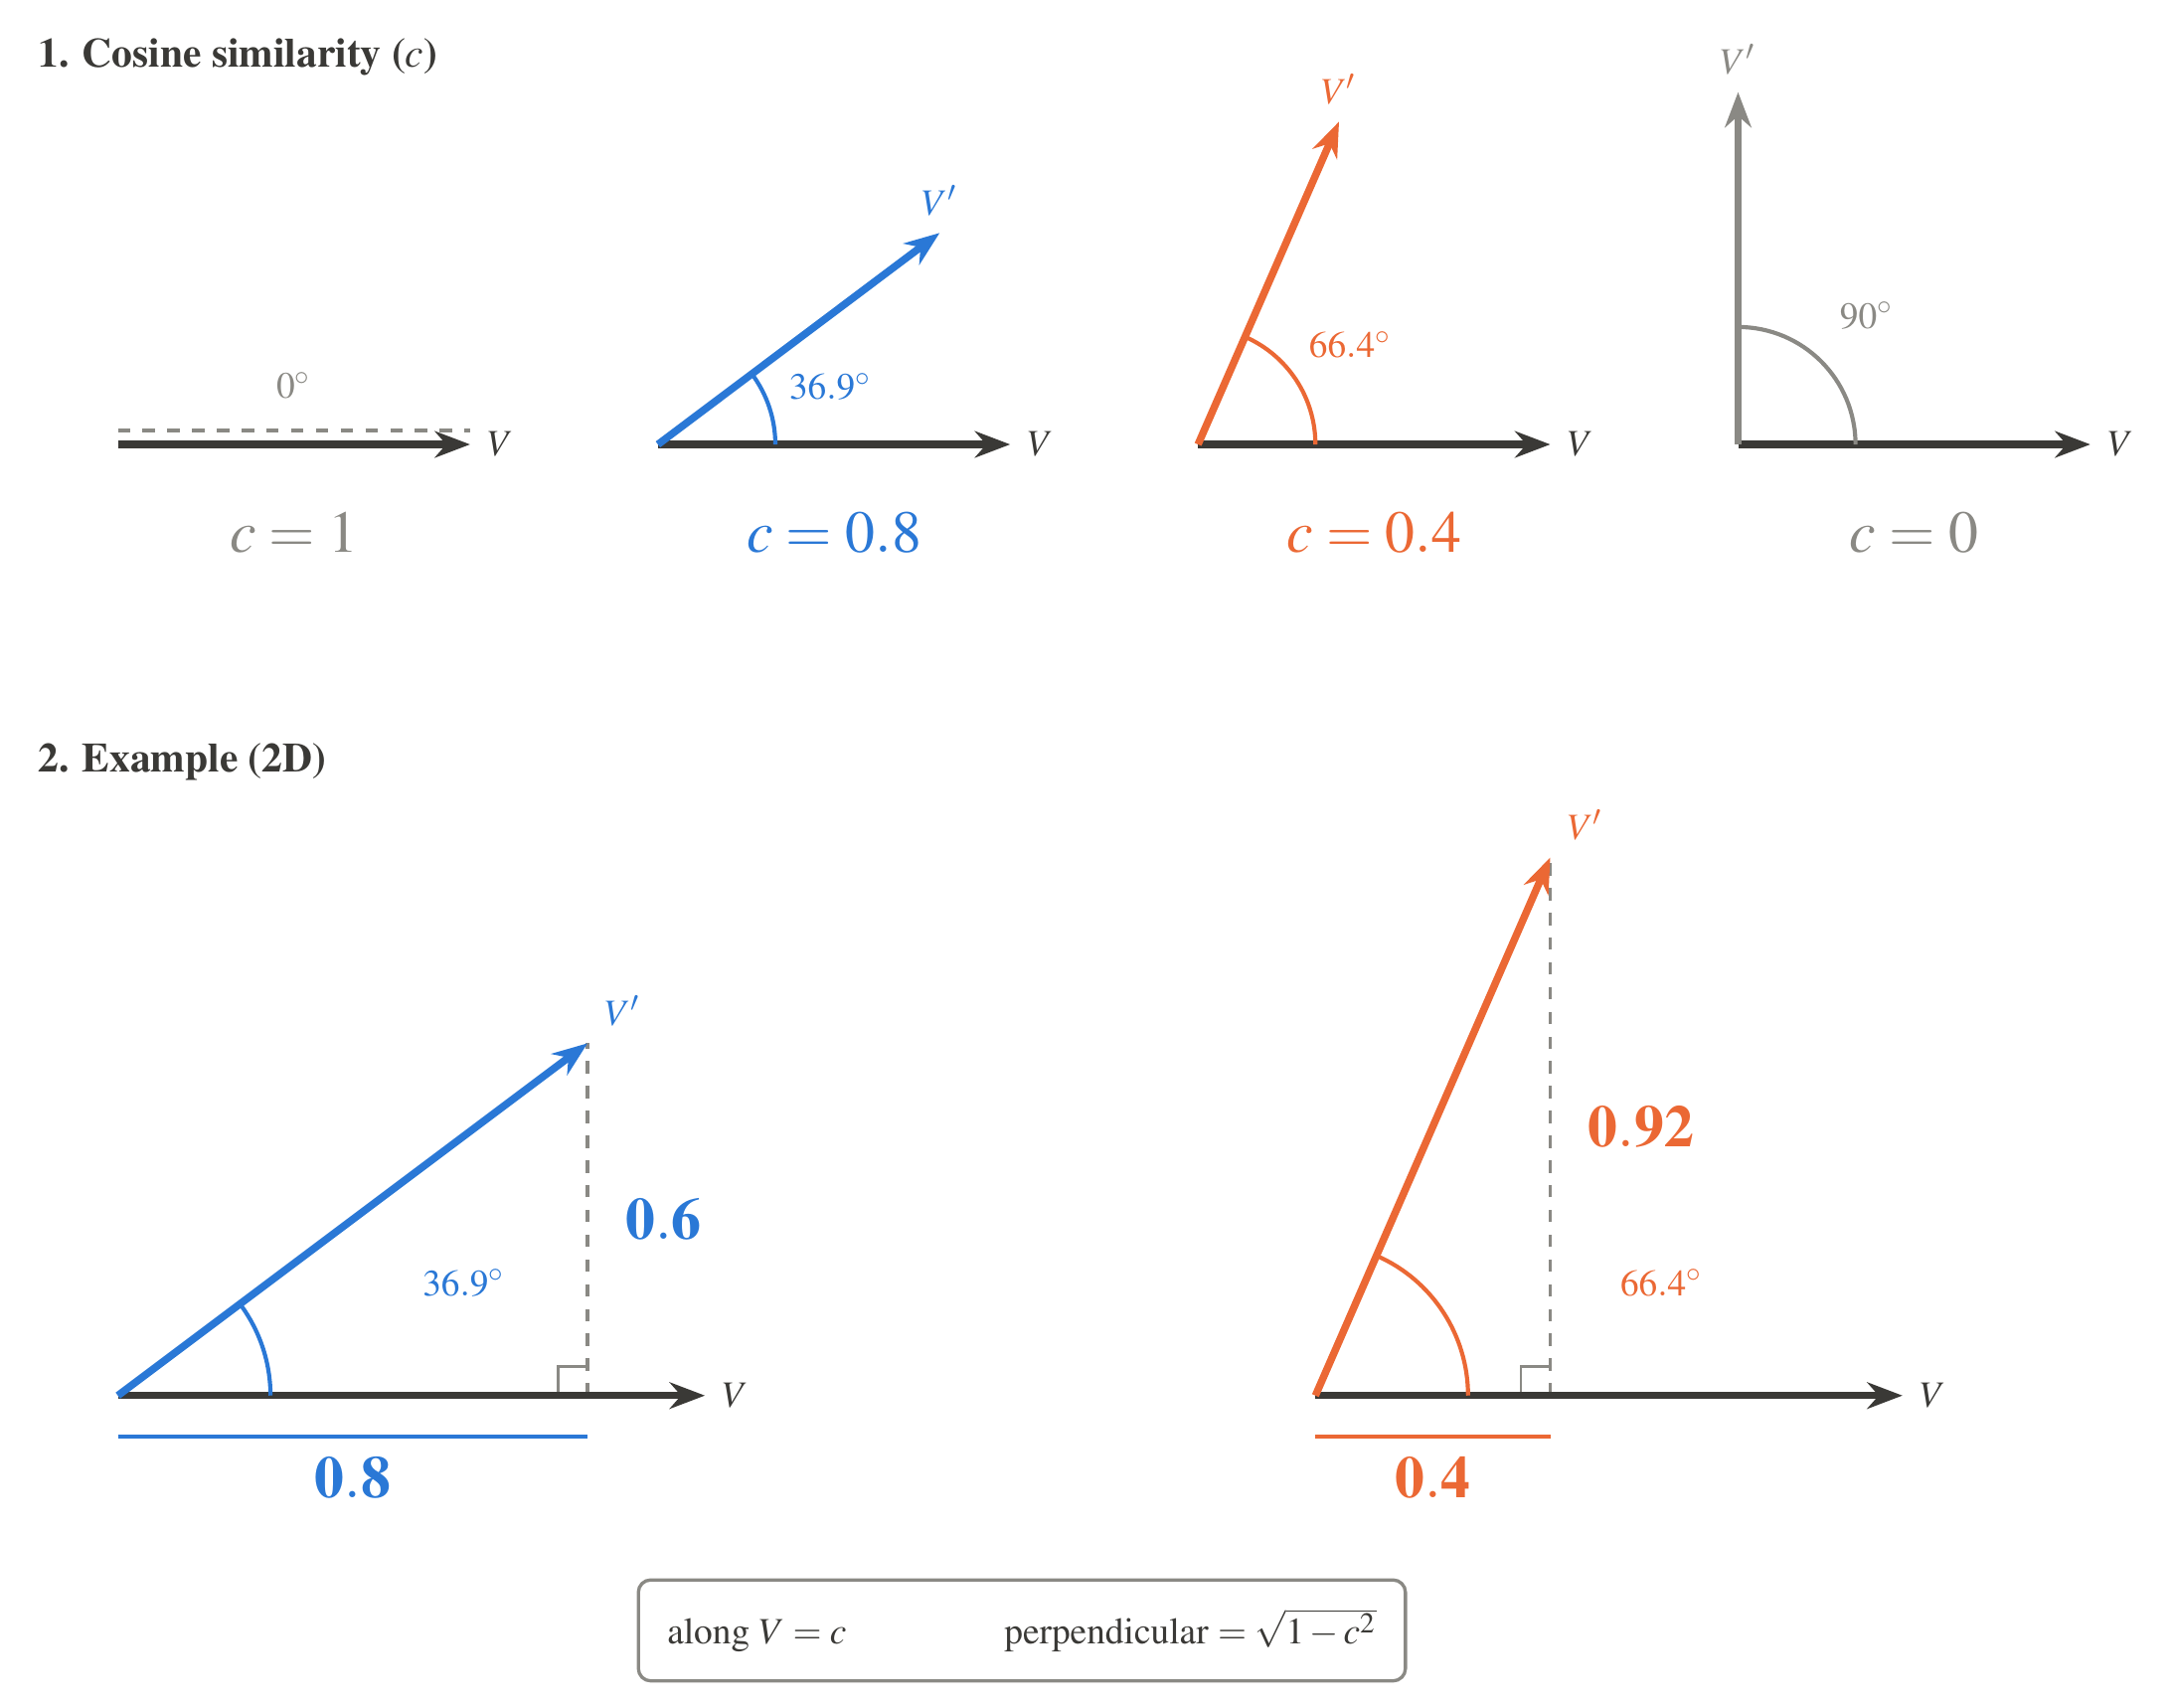 1. Cosine similarity (c)
V′
V′
V′
0°
36.9°
66.4°
90°
V
V
V
V
c = 1
c = 0.8
c = 0.4
c = 0
2. Example (2D)
V′
V′
0.6
0.92
36.9°
66.4°
V
V
0.8
0.4
along V = c
perpendicular = √(1 − c²)